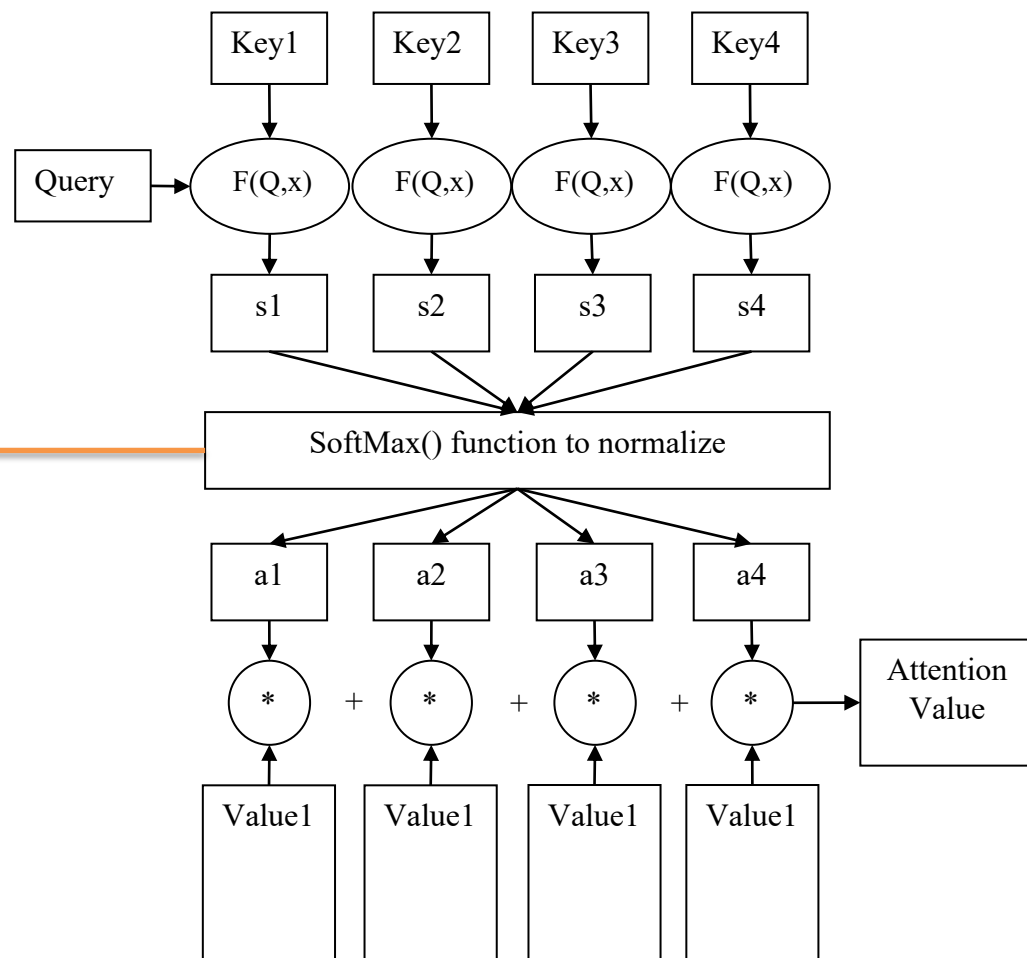 Key1 Key2 Key3 Key4
Query F(Q,x) F(Q,x) F(Q,x) F(Q,x)
s1 s2 s3 s4
SoftMax() function to normalize
a1 a2 a3 a4
* + * + * + * Attention
Value
Value1 Value1 Value1 Value1